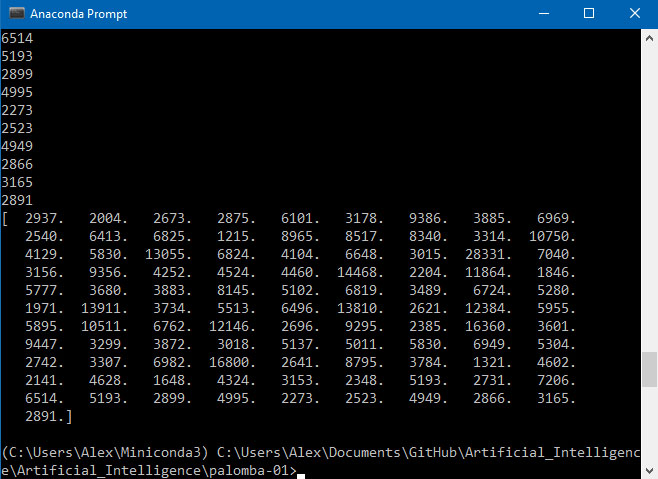 Anaconda Prompt
6514
5193
2899
4995
2273
2523
4949
2866
3165
2891
[  2937.   2004.   2673.   2875.   6101.   3178.   9386.   3885.   6969.
   2540.   6413.   6825.   1215.   8965.   8517.   8340.   3314.  10750.
   4129.   5830.  13055.   6824.   4104.   6648.   3015.  28331.   7040.
   3156.   9356.   4252.   4524.   4460.  14468.   2204.  11864.   1846.
   5777.   3680.   3883.   8145.   5102.   6819.   3489.   6724.   5280.
   1971.  13911.   3734.   5513.   6496.  13810.   2621.  12384.   5955.
   5895.  10511.   6762.  12146.   2696.   9295.   2385.  16360.   3601.
   9447.   3299.   3872.   3018.   5137.   5011.   5830.   6949.   5304.
   2742.   3307.   6982.  16800.   2641.   8795.   3784.   1321.   4602.
   2141.   4628.   1648.   4324.   3153.   2348.   5193.   2731.   7206.
   6514.   5193.   2899.   4995.   2273.   2523.   4949.   2866.   3165.
   2891.]
(C:\Users\Alex\Miniconda3) C:\Users\Alex\Documents\GitHub\Artificial_Intelligenc
e\Artificial_Intelligence\palomba-01>